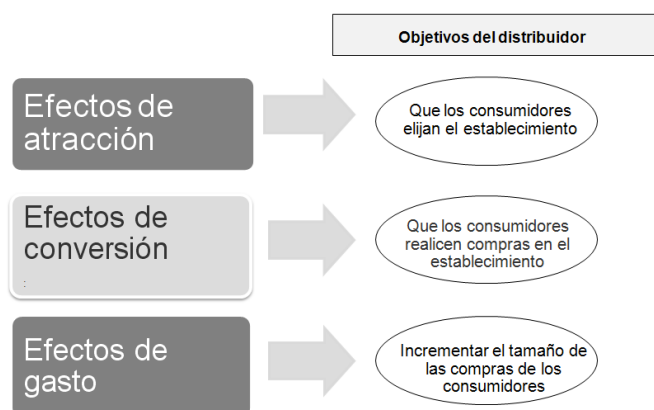 Objetivos del distribuidor
Efectos de
atracción
Que los consumidores
elijan el establecimiento
Efectos de
conversión
:
Que los consumidores
realicen compras en el
establecimiento
Efectos de
gasto
Incrementar el tamaño de
las compras de los
consumidores